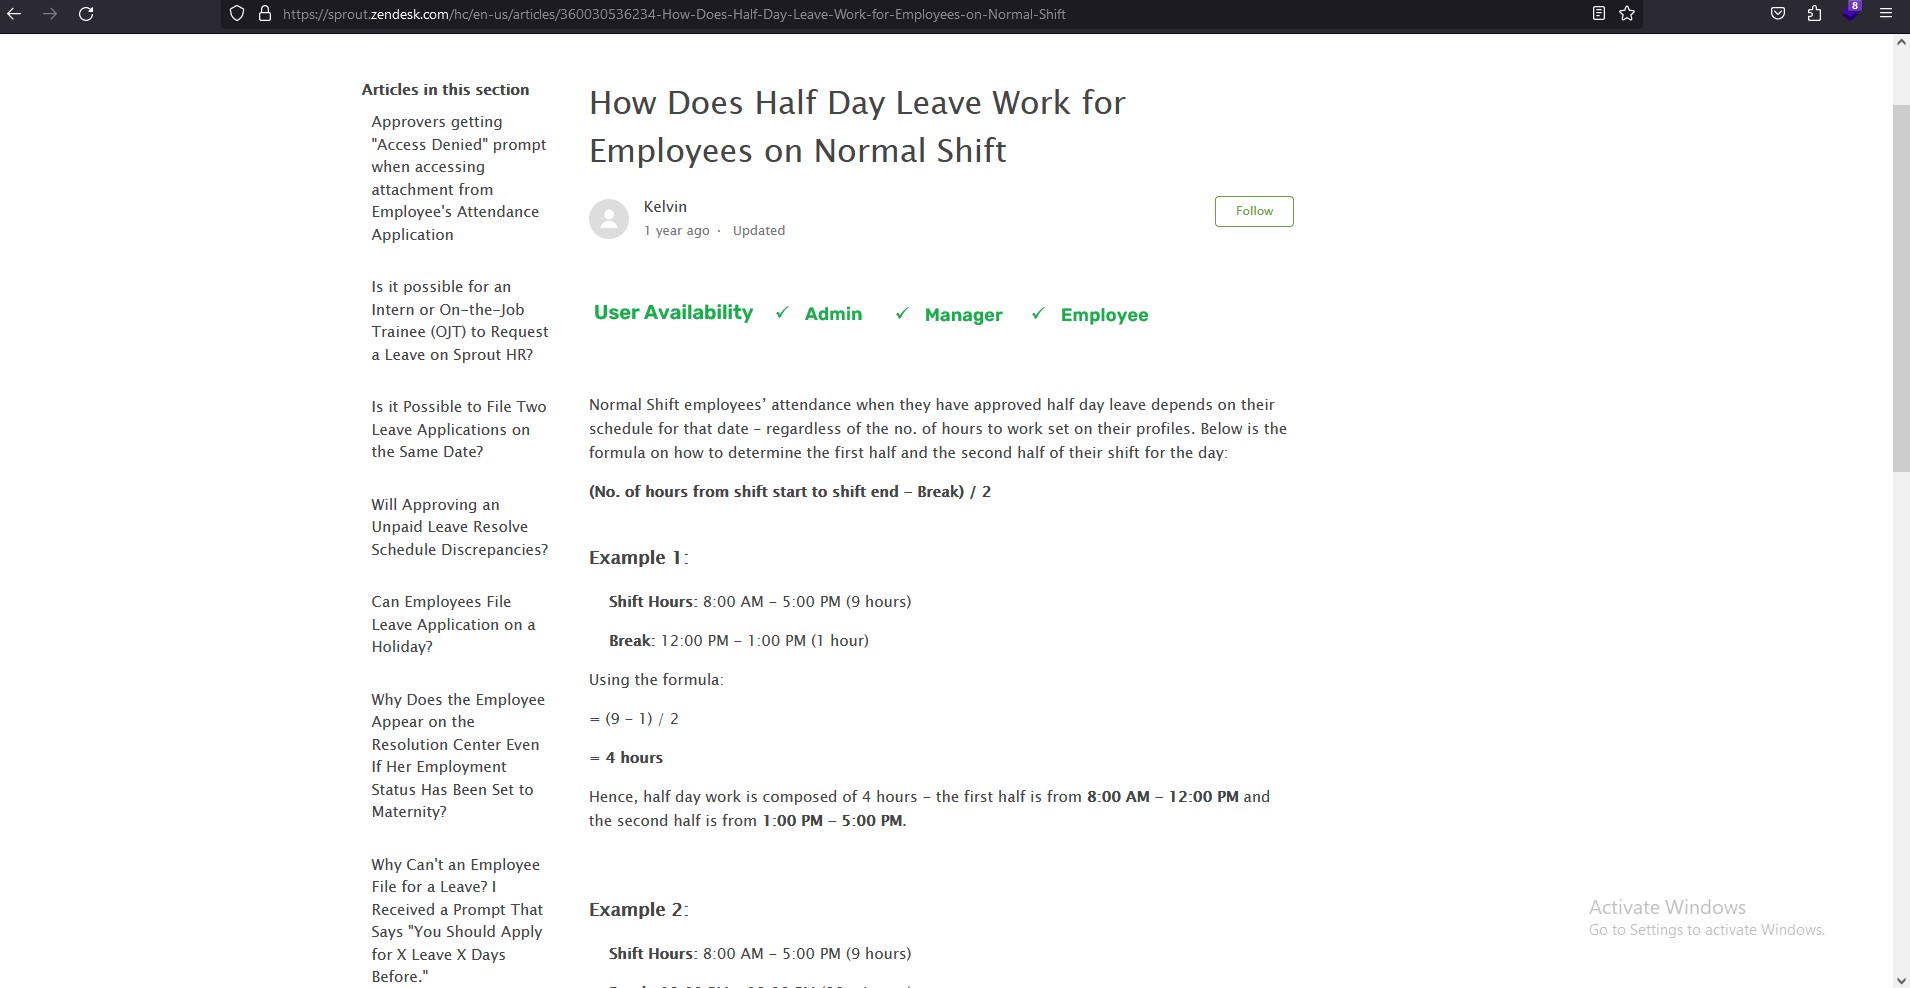 https://sprout.zendesk.com/hc/en-us/articles/360030536234-How-Does-Half-Day-Leave-Work-for-Employees-on-Normal-Shift
8
Articles in this section
Approvers getting
"Access Denied" prompt
when accessing
attachment from
Employee's Attendance
Application
Is it possible for an
Intern or On-the-Job
Trainee (OJT) to Request
a Leave on Sprout HR?
Is it Possible to File Two
Leave Applications on
the Same Date?
Will Approving an
Unpaid Leave Resolve
Schedule Discrepancies?
Can Employees File
Leave Application on a
Holiday?
Why Does the Employee
Appear on the
Resolution Center Even
If Her Employment
Status Has Been Set to
Maternity?
Why Can't an Employee
File for a Leave? I
Received a Prompt That
Says "You Should Apply
for X Leave X Days
Before."
How Does Half Day Leave Work for
Employees on Normal Shift
Kelvin
1 year ago · Updated
Follow
User Availability ✓ Admin ✓ Manager ✓ Employee
Normal Shift employees’ attendance when they have approved half day leave depends on their
schedule for that date – regardless of the no. of hours to work set on their profiles. Below is the
formula on how to determine the first half and the second half of their shift for the day:
(No. of hours from shift start to shift end – Break) / 2
Example 1:
Shift Hours: 8:00 AM – 5:00 PM (9 hours)
Break: 12:00 PM – 1:00 PM (1 hour)
Using the formula:
= (9 – 1) / 2
= 4 hours
Hence, half day work is composed of 4 hours – the first half is from 8:00 AM – 12:00 PM and
the second half is from 1:00 PM – 5:00 PM.
Example 2:
Shift Hours: 8:00 AM – 5:00 PM (9 hours)
Activate Windows
Go to Settings to activate Windows.